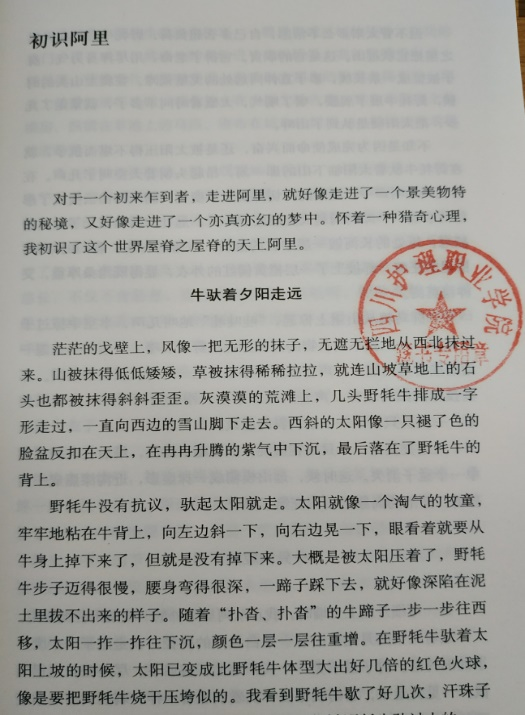 初识阿里
对于一个初来乍到者，走进阿里，就好像走进了一个景美物特
的秘境，又好像走进了一个亦真亦幻的梦中。怀着一种猎奇心理，
我初识了这个世界屋脊之屋脊的天上阿里。
牛驮着夕阳走远
四川护理职业学院
茫茫的戈壁上，风像一把无形的抹子，无遮无拦地从西北抹过
来。山被抹得低低矮矮，草被抹得稀稀拉拉，就连山坡草地上的石
头也都被抹得斜斜歪歪。灰漠漠的荒滩上，几头野牦牛排成一字
形走过，一直向西边的雪山脚下走去。西斜的太阳像一只褪了色的
脸盆反扣在天上，在冉冉升腾的紫气中下沉，最后落在了野牦牛的
背上。
野牦牛没有抗议，驮起太阳就走。太阳就像一个淘气的牧童，
牢牢地粘在牛背上，向左边斜一下，向右边晃一下，眼看着就要从
牛身上掉下来了，但就是没有掉下来。大概是被太阳压着了，野牦
牛步子迈得很慢，腰身弯得很深，一蹄子踩下去，就好像深陷在泥
土里拔不出来的样子。随着“扑沓、扑沓”的牛蹄子一步一步往西
移，太阳一拃一拃往下沉，颜色一层一层往重增。在野牦牛驮着太
阳上坡的时候，太阳已变成比野牦牛体型大出好几倍的红色火球，
像是要把野牦牛烧干压垮似的。我看到野牦牛歇了好几次，汗珠子